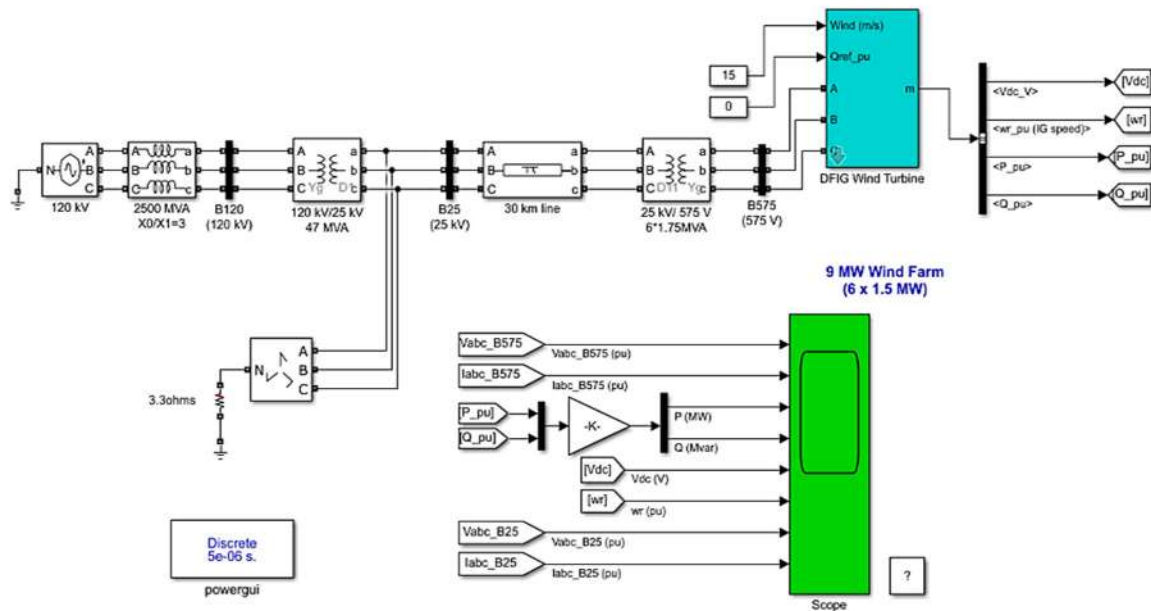 Wind (m/s)
Qref_pu
A
B
C
m
DFIG Wind Turbine
15
0
<Vdc_V>
<wr_pu (IG speed)>
<P_pu>
<Q_pu>
[Vdc]
[wr]
[P_pu]
[Q_pu]
N
A
B
C
120 kV
A
B
C
a
b
c
2500 MVA
X0/X1=3
B120
(120 kV)
A
B
C
a
b
c
Yg
120 kV/25 kV
47 MVA
B25
(25 kV)
A
B
C
a
b
c
30 km line
A
B
C
a
b
c
D11
Yg
25 kV/ 575 V
6*1.75MVA
B575
(575 V)
9 MW Wind Farm
(6 x 1.5 MW)
N
A
B
C
3.3ohms
Vabc_B575
Vabc_B575 (pu)
Iabc_B575
Iabc_B575 (pu)
[P_pu]
[Q_pu]
-K-
P (MW)
Q (Mvar)
[Vdc]
Vdc (V)
[wr]
wr (pu)
Vabc_B25
Vabc_B25 (pu)
Iabc_B25
Iabc_B25 (pu)
Scope
?
Discrete
5e-06 s.
powergui